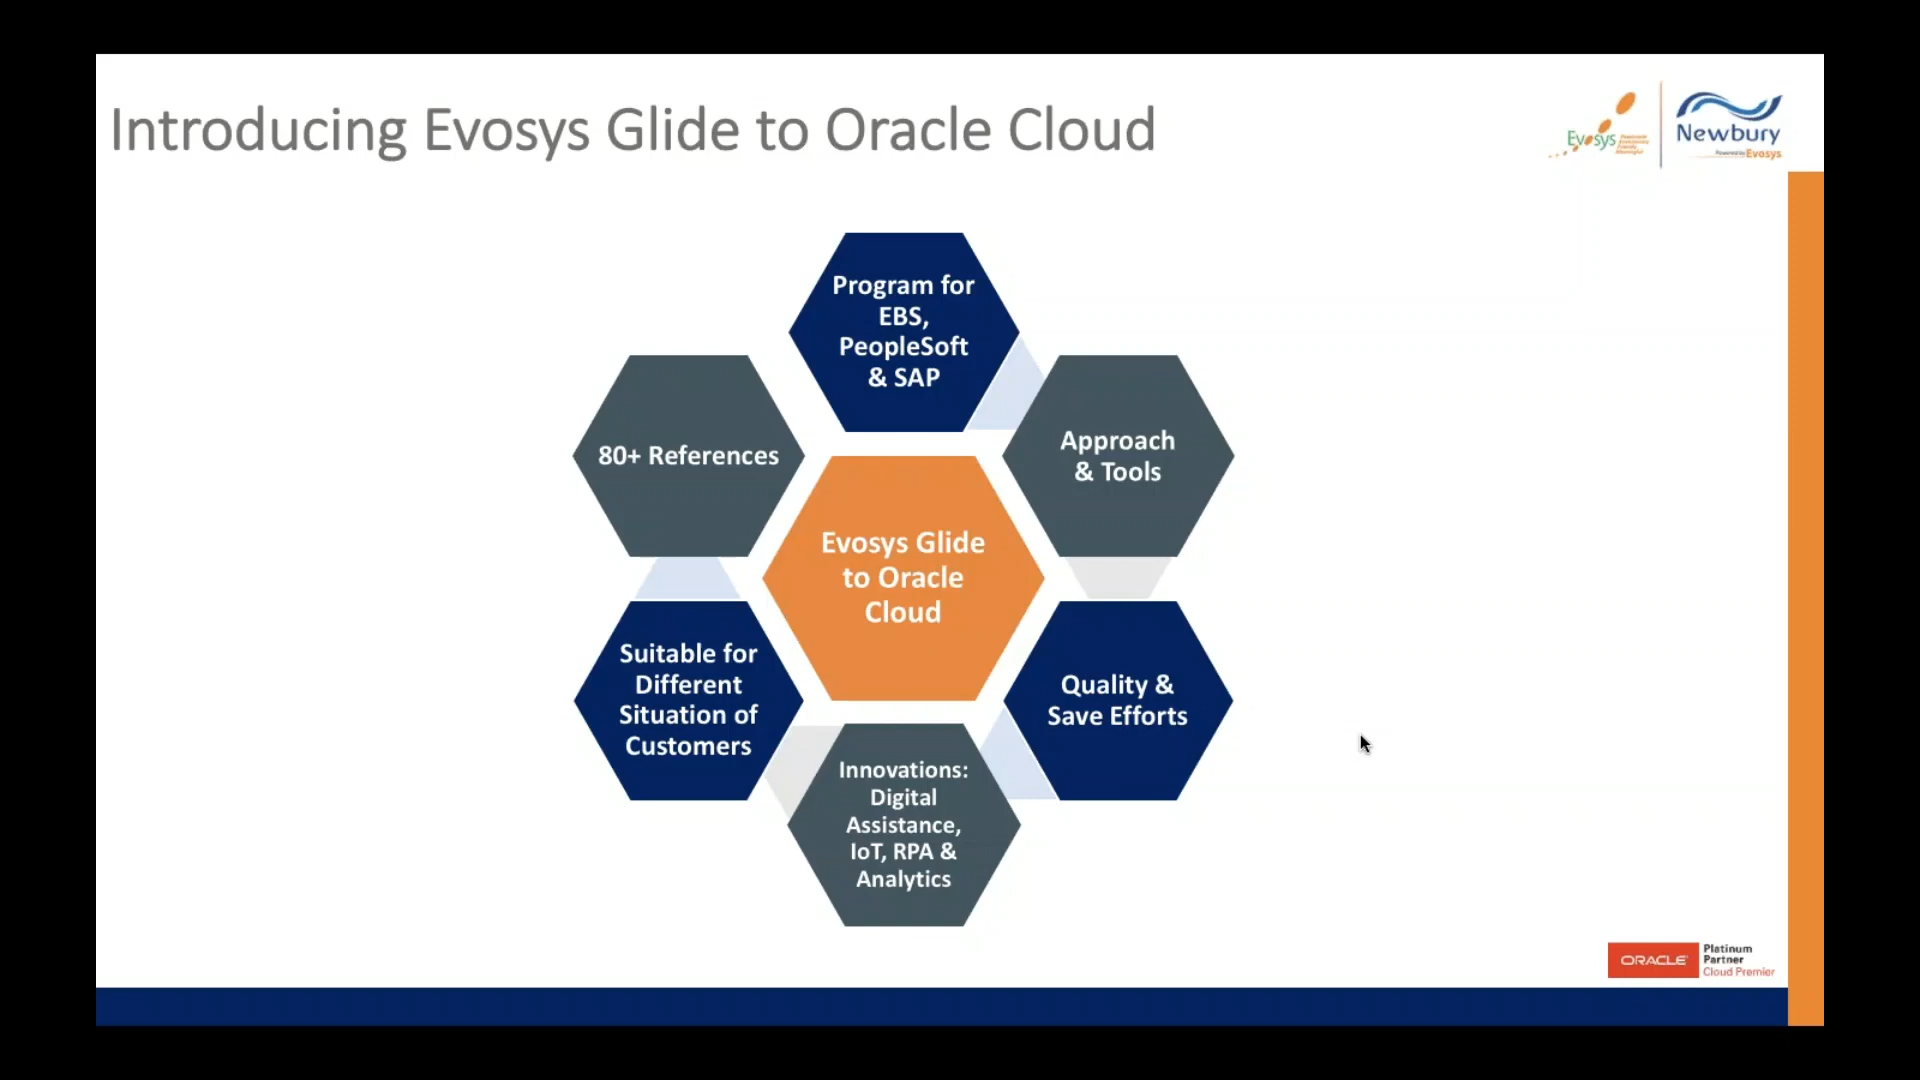 Introducing Evosys Glide to Oracle Cloud
Evosys
Newbury
Powered by Evosys
Program for
EBS,
PeopleSoft
& SAP
80+ References
Approach
& Tools
Evosys Glide
to Oracle
Cloud
Suitable for
Different
Situation of
Customers
Quality &
Save Efforts
Innovations:
Digital
Assistance,
IoT, RPA &
Analytics
ORACLE
Platinum
Partner
Cloud Premier